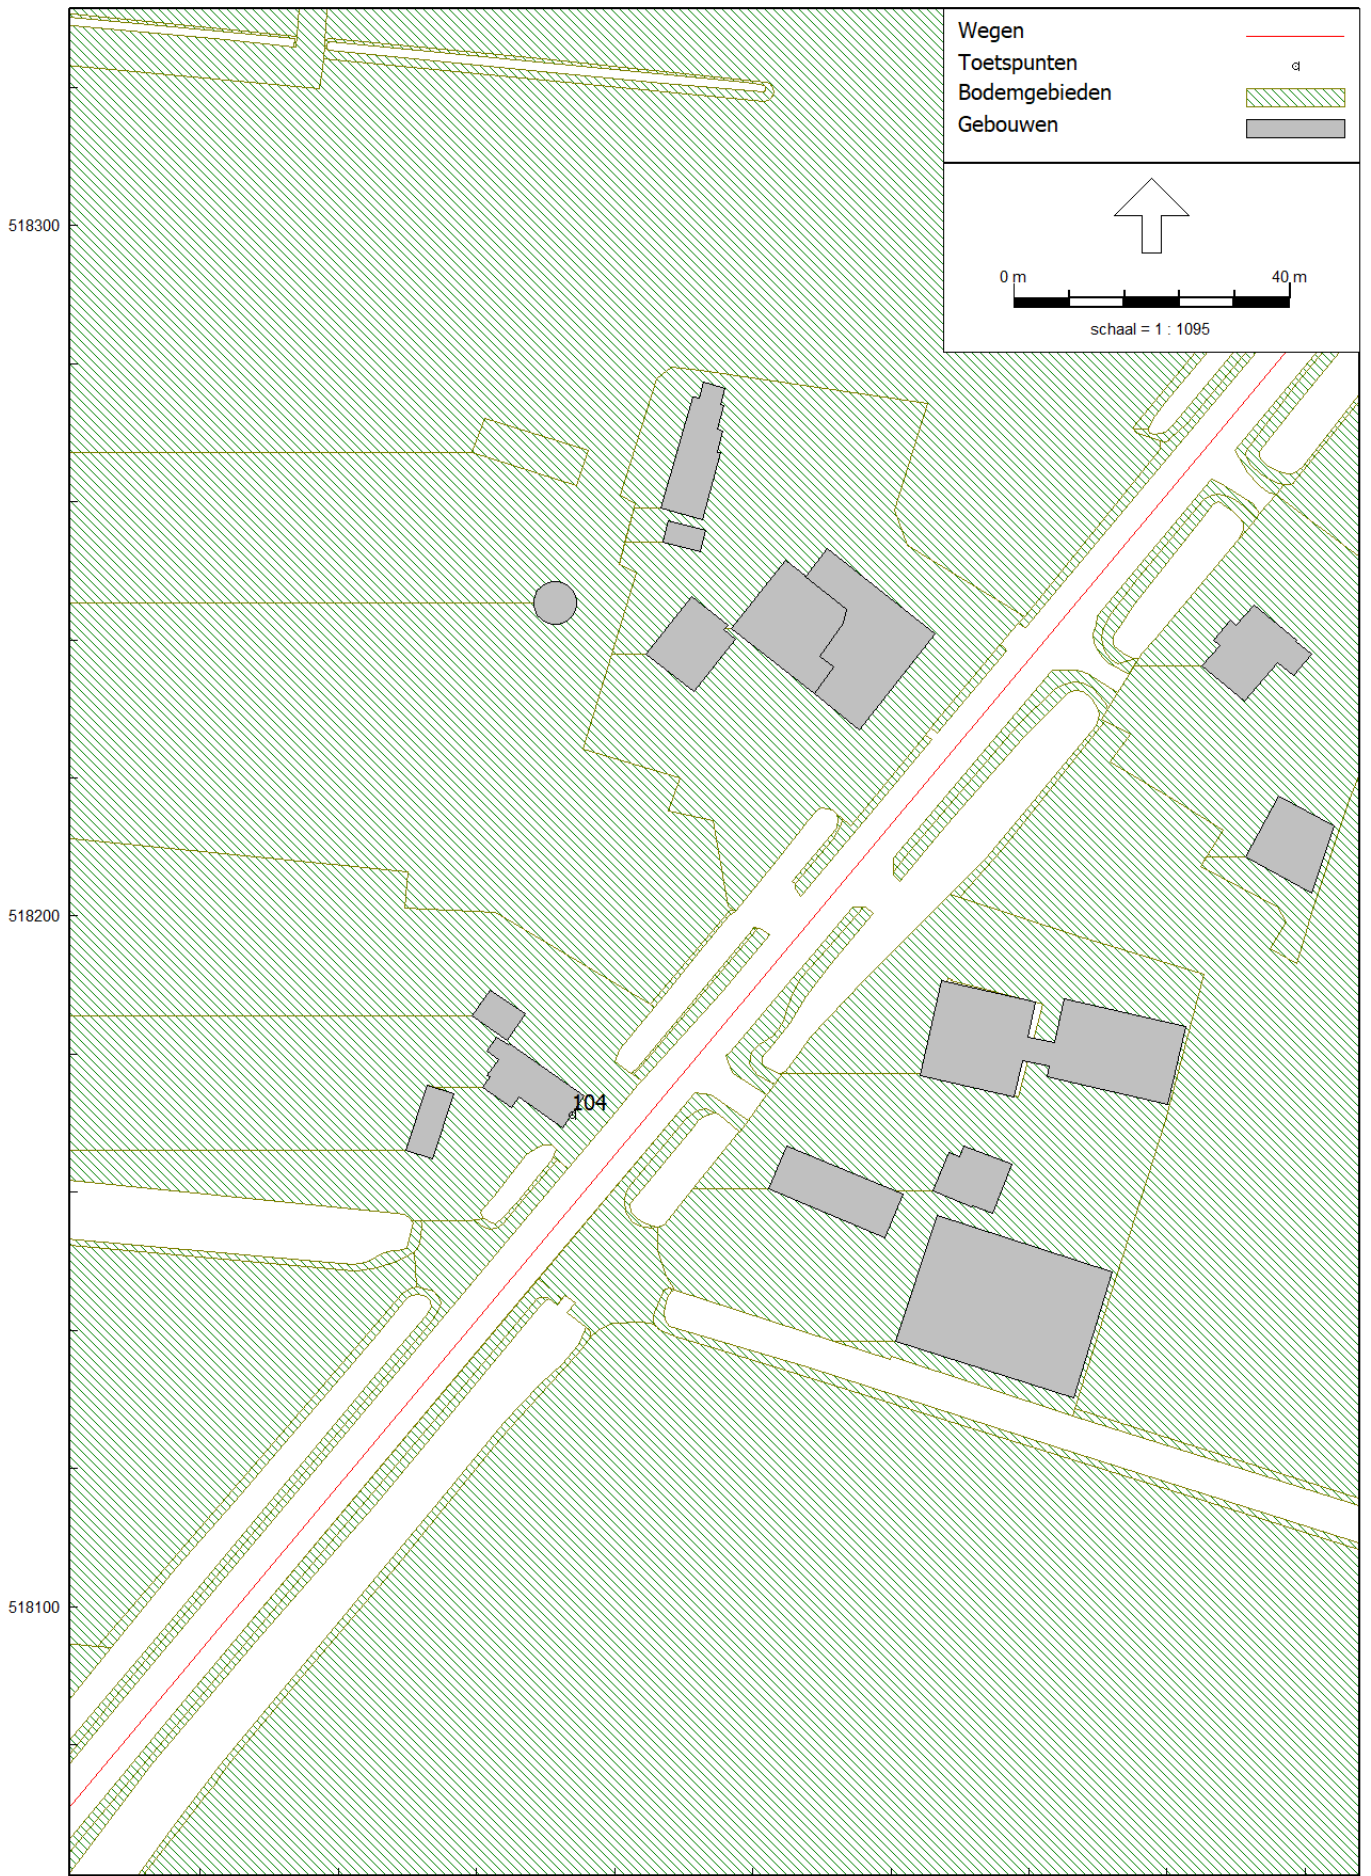 Wegen
Toetspunten
Bodemgebieden
Gebouwen
0 m 40 m
schaal = 1 : 1095
518300
518200
104
518100